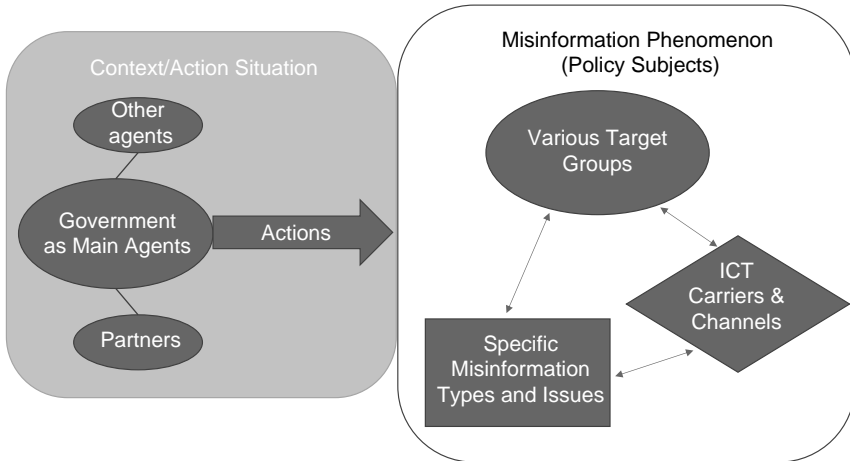 Context/Action Situation
Other
agents
Government
as Main Agents
Actions
Partners
Misinformation Phenomenon
(Policy Subjects)
Various Target
Groups
ICT
Carriers &
Channels
Specific
Misinformation
Types and Issues